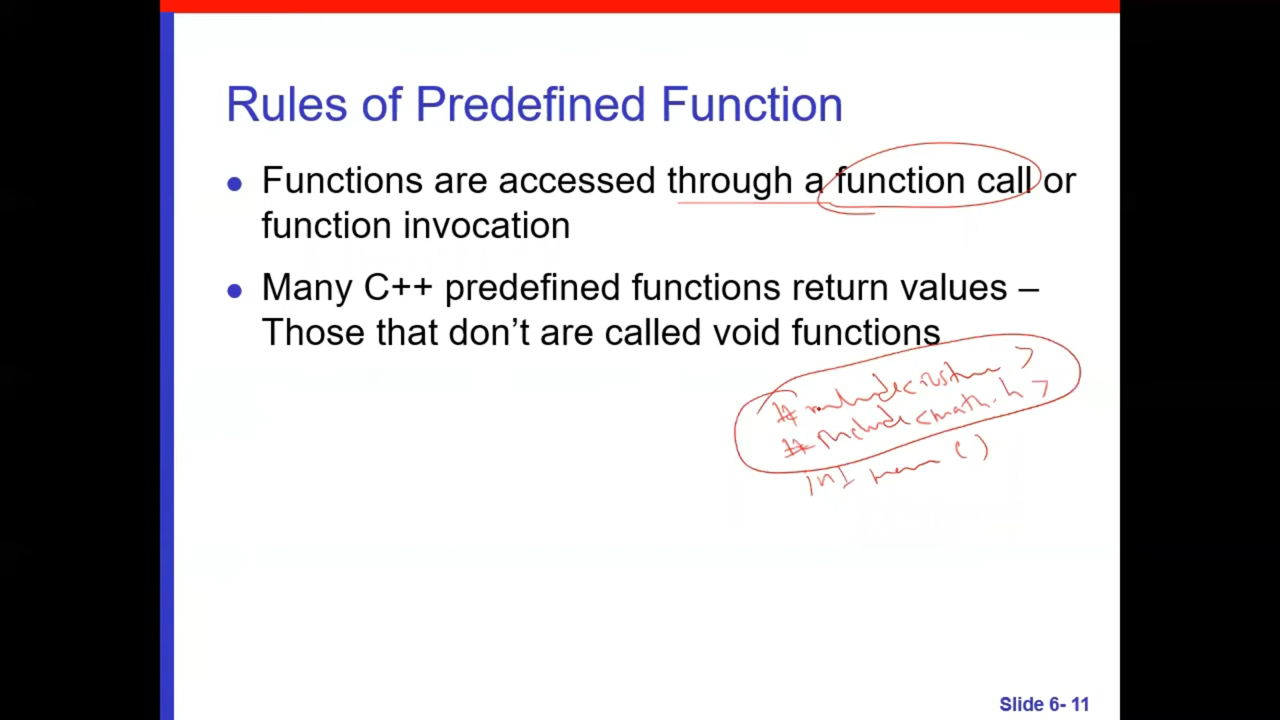 Rules of Predefined Function
● Functions are accessed through a function call or
function invocation
● Many C++ predefined functions return values –
Those that don’t are called void functions
#include<iostream>
#include<math.h>
int main ()
Slide 6- 11